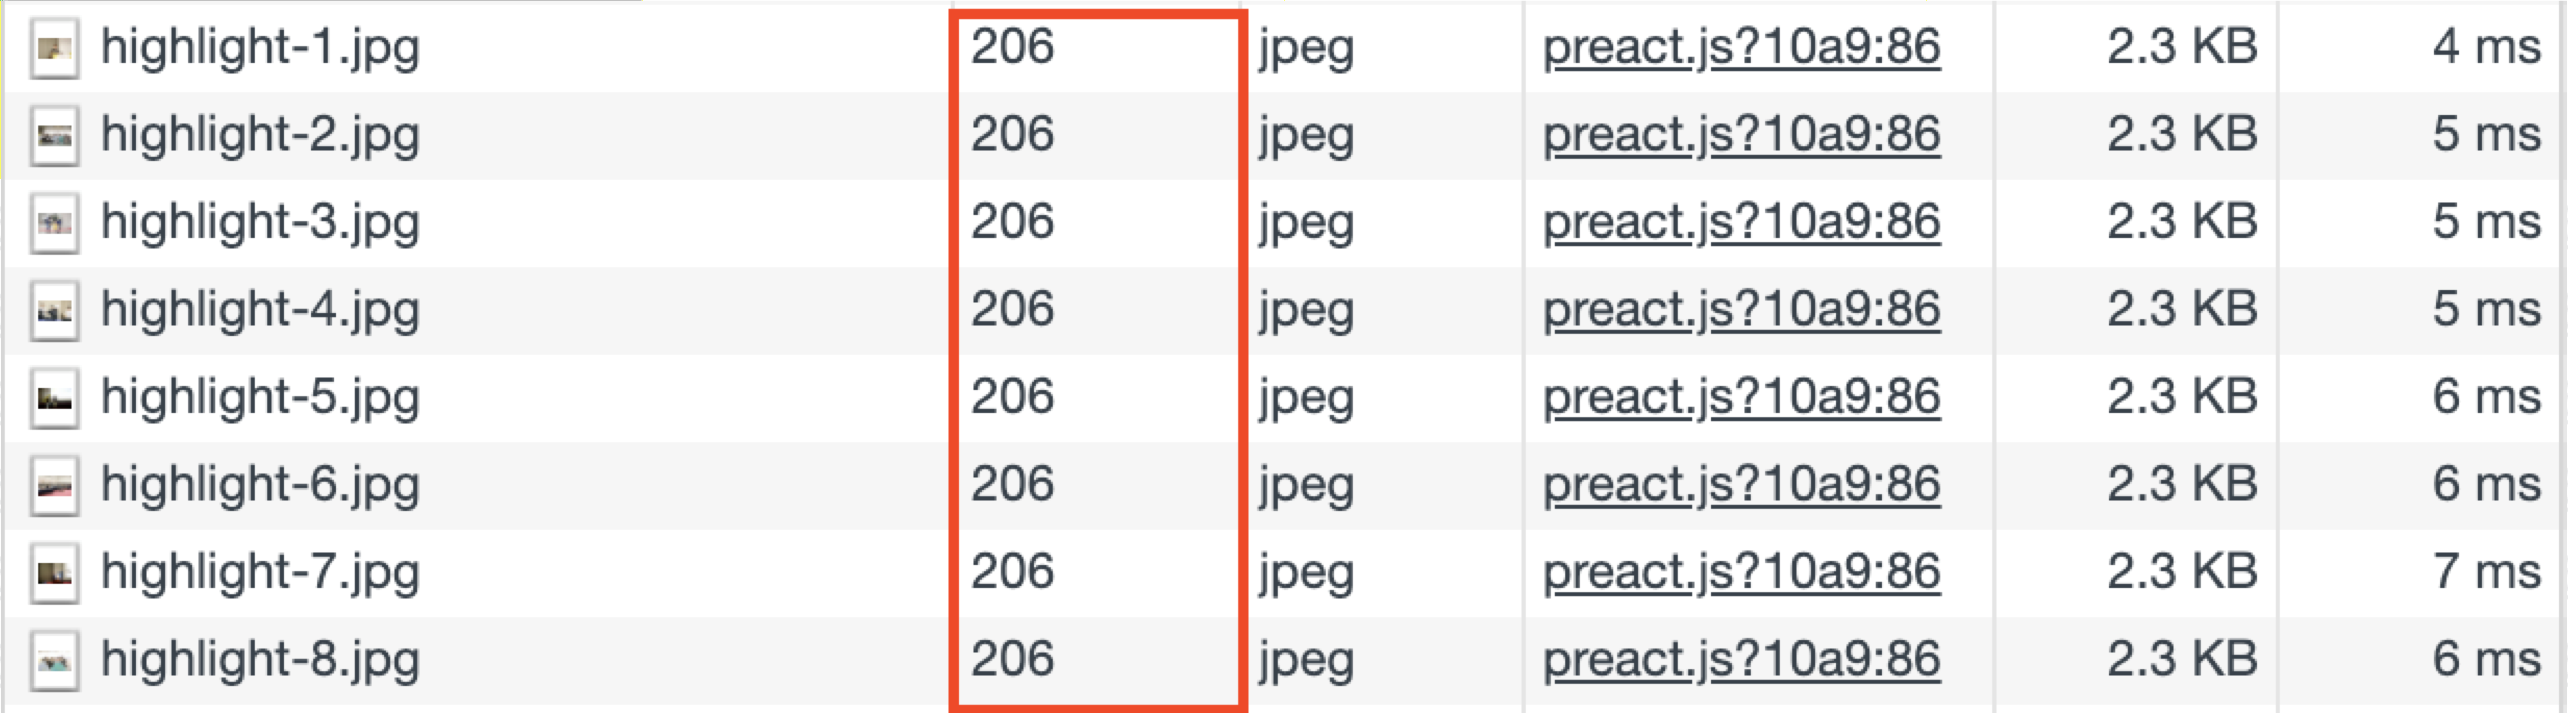 highlight-1.jpg 206 jpeg preact.js?10a9:86 2.3 KB 4 ms
highlight-2.jpg 206 jpeg preact.js?10a9:86 2.3 KB 5 ms
highlight-3.jpg 206 jpeg preact.js?10a9:86 2.3 KB 5 ms
highlight-4.jpg 206 jpeg preact.js?10a9:86 2.3 KB 5 ms
highlight-5.jpg 206 jpeg preact.js?10a9:86 2.3 KB 6 ms
highlight-6.jpg 206 jpeg preact.js?10a9:86 2.3 KB 6 ms
highlight-7.jpg 206 jpeg preact.js?10a9:86 2.3 KB 7 ms
highlight-8.jpg 206 jpeg preact.js?10a9:86 2.3 KB 6 ms